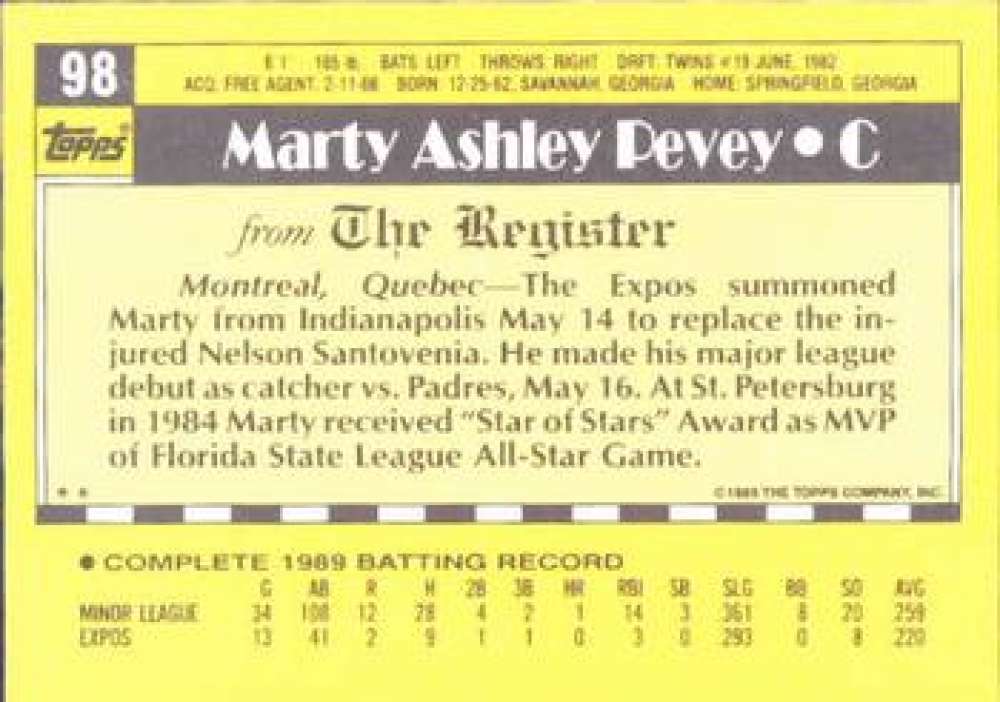 98
6'1" 185 lb. BATS: LEFT THROWS: RIGHT DRFT: TWINS #19-JUNE, 1982
ACQ: FREE AGENT, 2-11-88 BORN: 12-25-62, SAVANNAH, GEORGIA HOME: SPRINGFIELD, GEORGIA
topps®
Marty Ashley Pevey • C
from The Register
Montreal, Quebec—The Expos summoned
Marty from Indianapolis May 14 to replace the in-
jured Nelson Santovenia. He made his major league
debut as catcher vs. Padres, May 16. At St. Petersburg
in 1984 Marty received "Star of Stars" Award as MVP
of Florida State League All-Star Game.
* * © 1989 THE TOPPS COMPANY, INC.
• COMPLETE 1989 BATTING RECORD
G AB R H 2B 3B HR RBI SB SLG BB SO AVG
MINOR LEAGUE 34 108 12 28 4 2 1 14 3 .361 8 20 .259
EXPOS 13 41 2 9 1 1 0 3 0 .293 0 8 .220